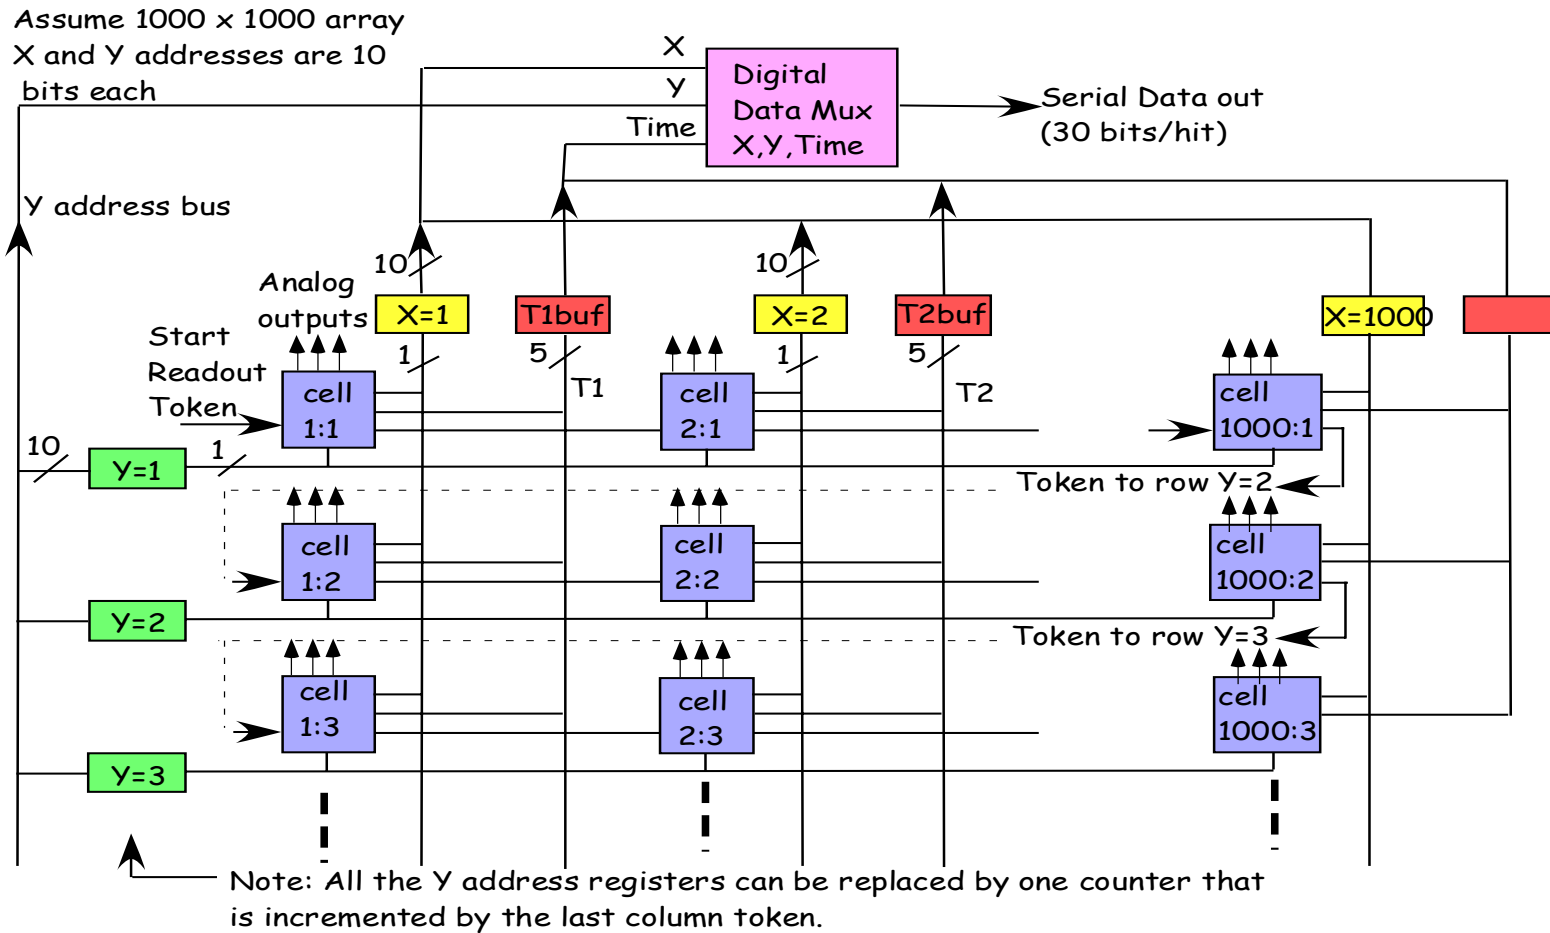 Assume 1000 x 1000 array
X and Y addresses are 10
bits each
X
Y
Time
Digital
Data Mux
X,Y,Time
Serial Data out
(30 bits/hit)
Y address bus
10
10
Analog
outputs
X=1
T1buf
X=2
T2buf
X=1000
Start
Readout
Token
1
5
T1
1
5
T2
cell
1:1
cell
2:1
cell
1000:1
10
Y=1
1
Token to row Y=2
cell
1:2
cell
2:2
cell
1000:2
Y=2
Token to row Y=3
cell
1:3
cell
2:3
cell
1000:3
Y=3
Note: All the Y address registers can be replaced by one counter that
is incremented by the last column token.